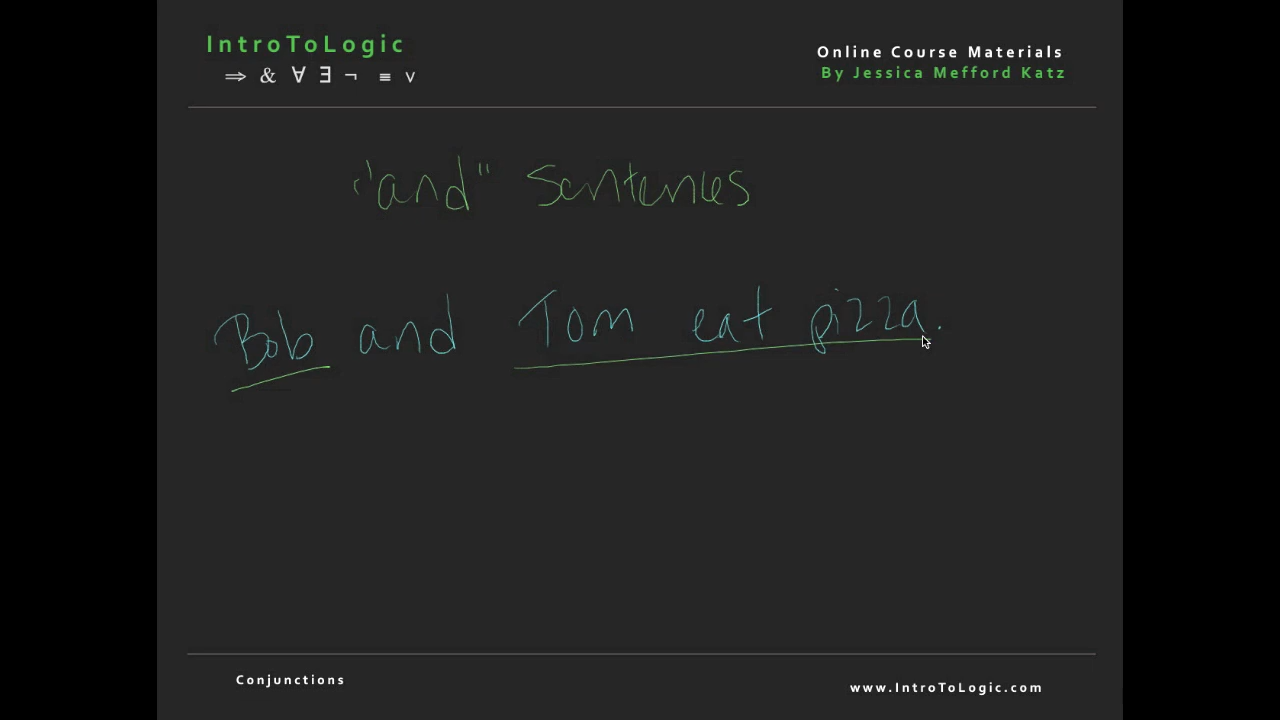 IntroToLogic
⇒ & ∀ ∃ ¬ ≡ ∨
Online Course Materials
By Jessica Mefford Katz
"and" Sentences
Bob and Tom eat pizza.
Conjunctions
www.IntroToLogic.com